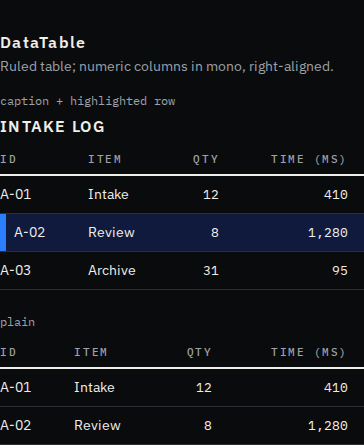 DataTable
Ruled table; numeric columns in mono, right-aligned.
caption + highlighted row
INTAKE LOG
ID ITEM QTY TIME (MS)
A-01 Intake 12 410
A-02 Review 8 1,280
A-03 Archive 31 95
plain
ID ITEM QTY TIME (MS)
A-01 Intake 12 410
A-02 Review 8 1,280